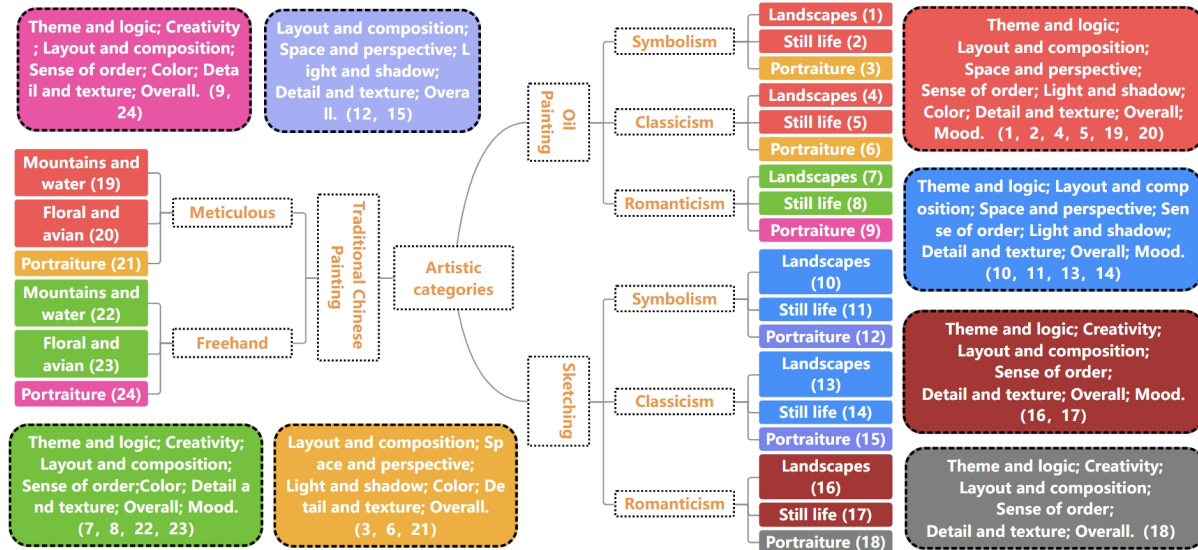 Theme and logic; Creativity
; Layout and composition;
Sense of order; Color; Deta
il and texture; Overall. (9,
24)
Layout and composition;
Space and perspective; L
ight and shadow;
Detail and texture; Overa
ll. (12, 15)
Mountains and
water (19)
Floral and
avian (20)
Portraiture (21)
Mountains and
water (22)
Floral and
avian (23)
Portraiture (24)
Meticulous
Freehand
Traditional Chinese
Painting
Artistic
categories
Theme and logic; Creativity;
Layout and composition;
Sense of order;Color; Detail a
nd texture; Overall; Mood.
(7, 8, 22, 23)
Layout and composition; Sp
ace and perspective;
Light and shadow; Color; De
tail and texture; Overall.
(3, 6, 21)
Oil
Painting
Symbolism
Landscapes (1)
Still life (2)
Portraiture (3)
Classicism
Landscapes (4)
Still life (5)
Portraiture (6)
Romanticism
Landscapes (7)
Still life (8)
Portraiture (9)
Sketching
Symbolism
Landscapes
(10)
Still life (11)
Portraiture (12)
Classicism
Landscapes
(13)
Still life (14)
Portraiture (15)
Romanticism
Landscapes
(16)
Still life (17)
Portraiture (18)
Theme and logic;
Layout and composition;
Space and perspective;
Sense of order; Light and shadow;
Color; Detail and texture; Overall;
Mood. (1, 2, 4, 5, 19, 20)
Theme and logic; Layout and comp
osition; Space and perspective; Sen
se of order; Light and shadow;
Detail and texture; Overall; Mood.
(10, 11, 13, 14)
Theme and logic; Creativity;
Layout and composition;
Sense of order;
Detail and texture; Overall; Mood.
(16, 17)
Theme and logic; Creativity;
Layout and composition;
Sense of order;
Detail and texture; Overall. (18)